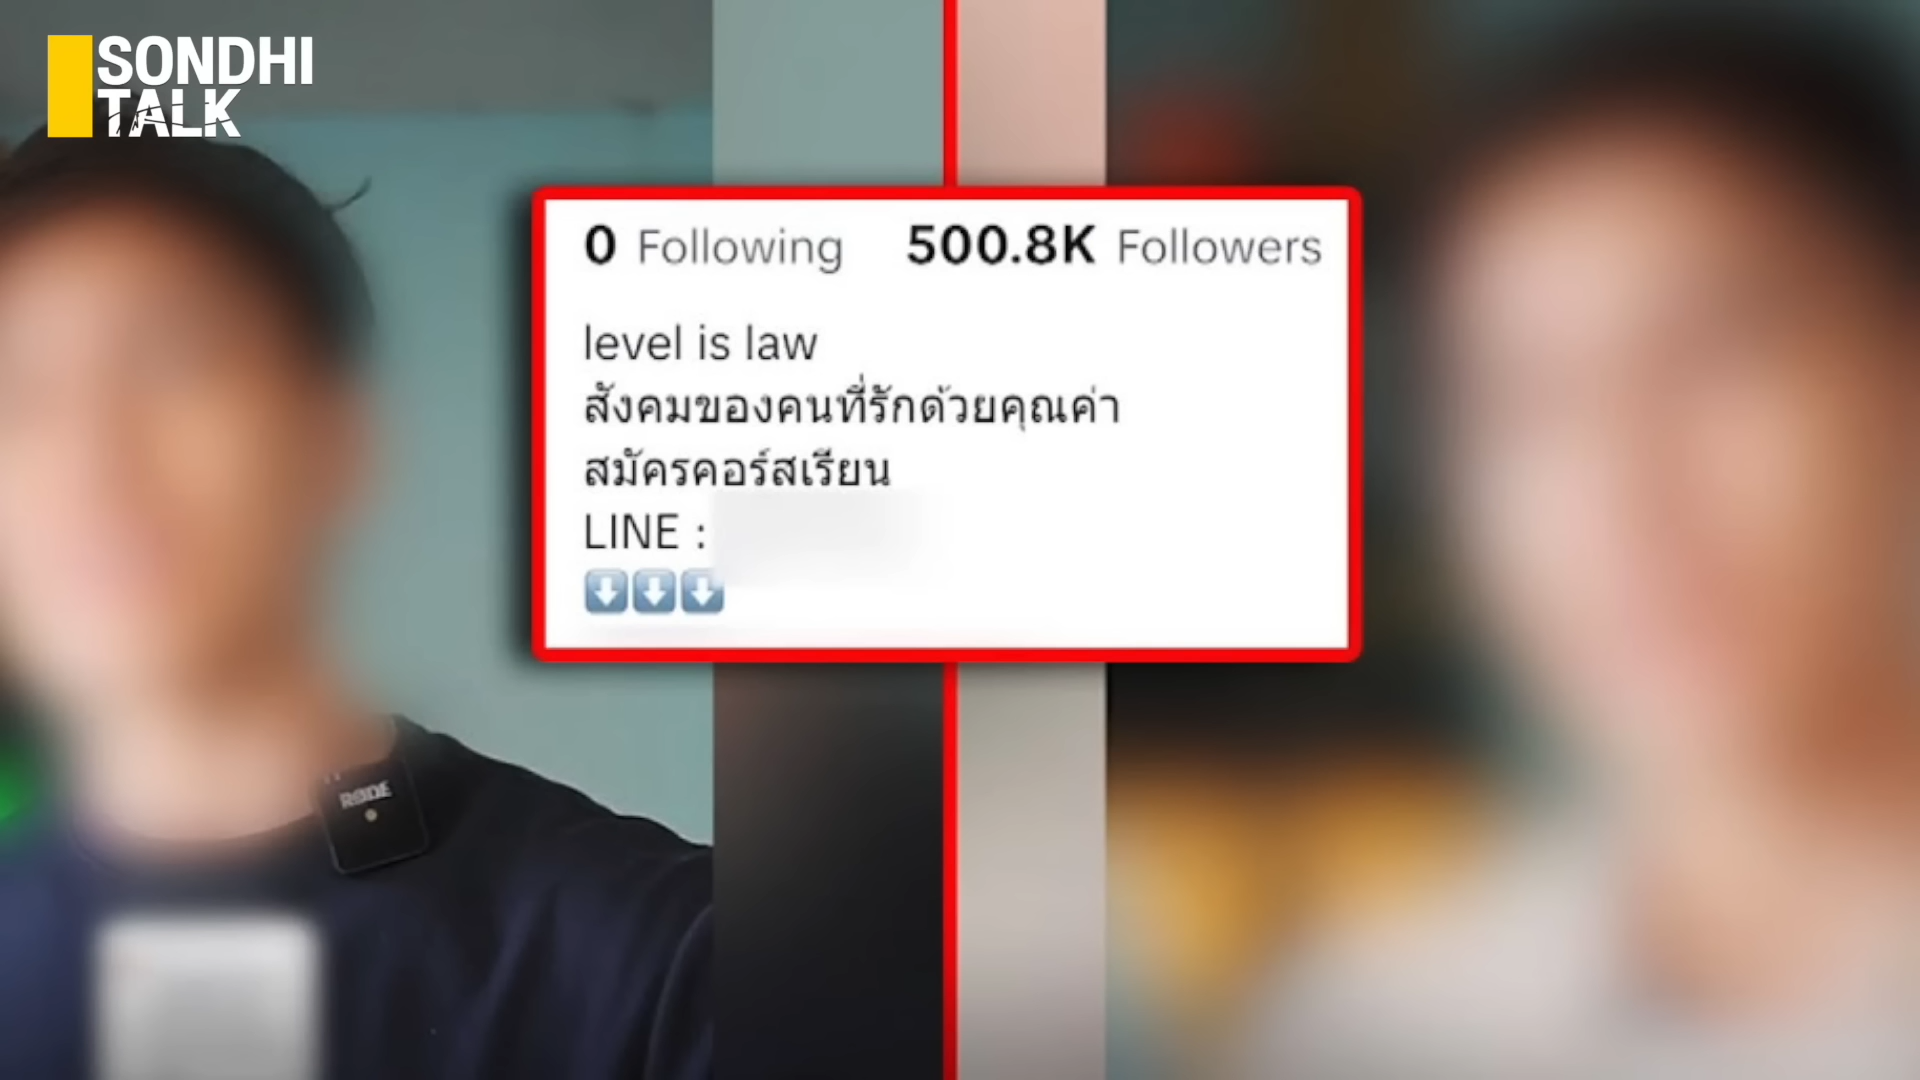 SONDHI
TALK
0 Following 500.8K Followers
level is law
สังคมของคนที่รักด้วยคุณค่า
สมัครคอร์สเรียน
LINE :
RØDE